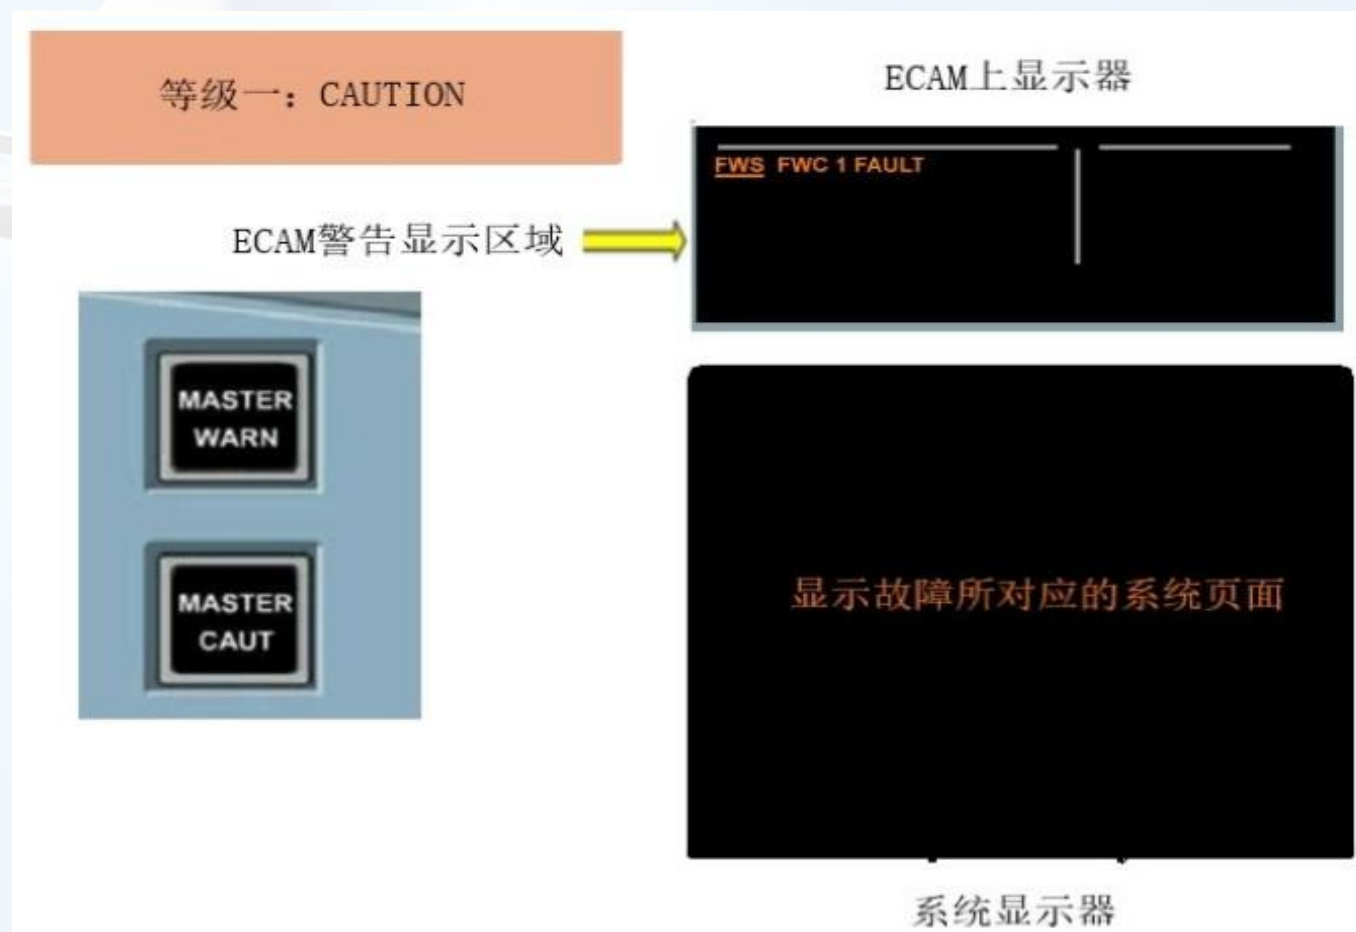 等级一：CAUTION
ECAM上显示器
FWS FWC 1 FAULT
ECAM警告显示区域
MASTER
WARN
MASTER
CAUT
显示故障所对应的系统页面
系统显示器